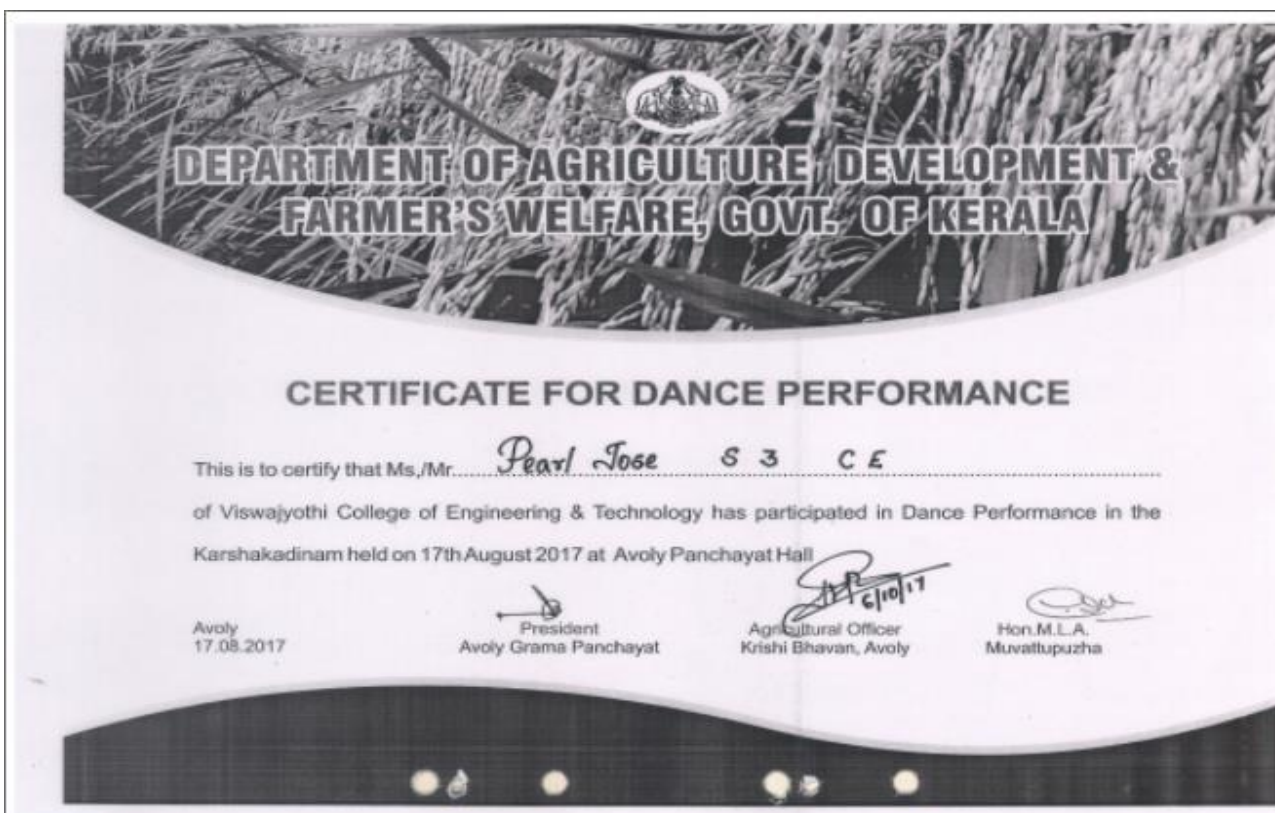 DEPARTMENT OF AGRICULTURE DEVELOPMENT &
FARMER'S WELFARE, GOVT. OF KERALA
CERTIFICATE FOR DANCE PERFORMANCE
This is to certify that Ms,/Mr. Pearl Jose S3 CE
of Viswajyothi College of Engineering & Technology has participated in Dance Performance in the
Karshakadinam held on 17th August 2017 at Avoly Panchayat Hall
6/10/17
Avoly
17.08.2017
President
Avoly Grama Panchayat
Agricultural Officer
Krishi Bhavan, Avoly
Hon.M.L.A.
Muvattupuzha